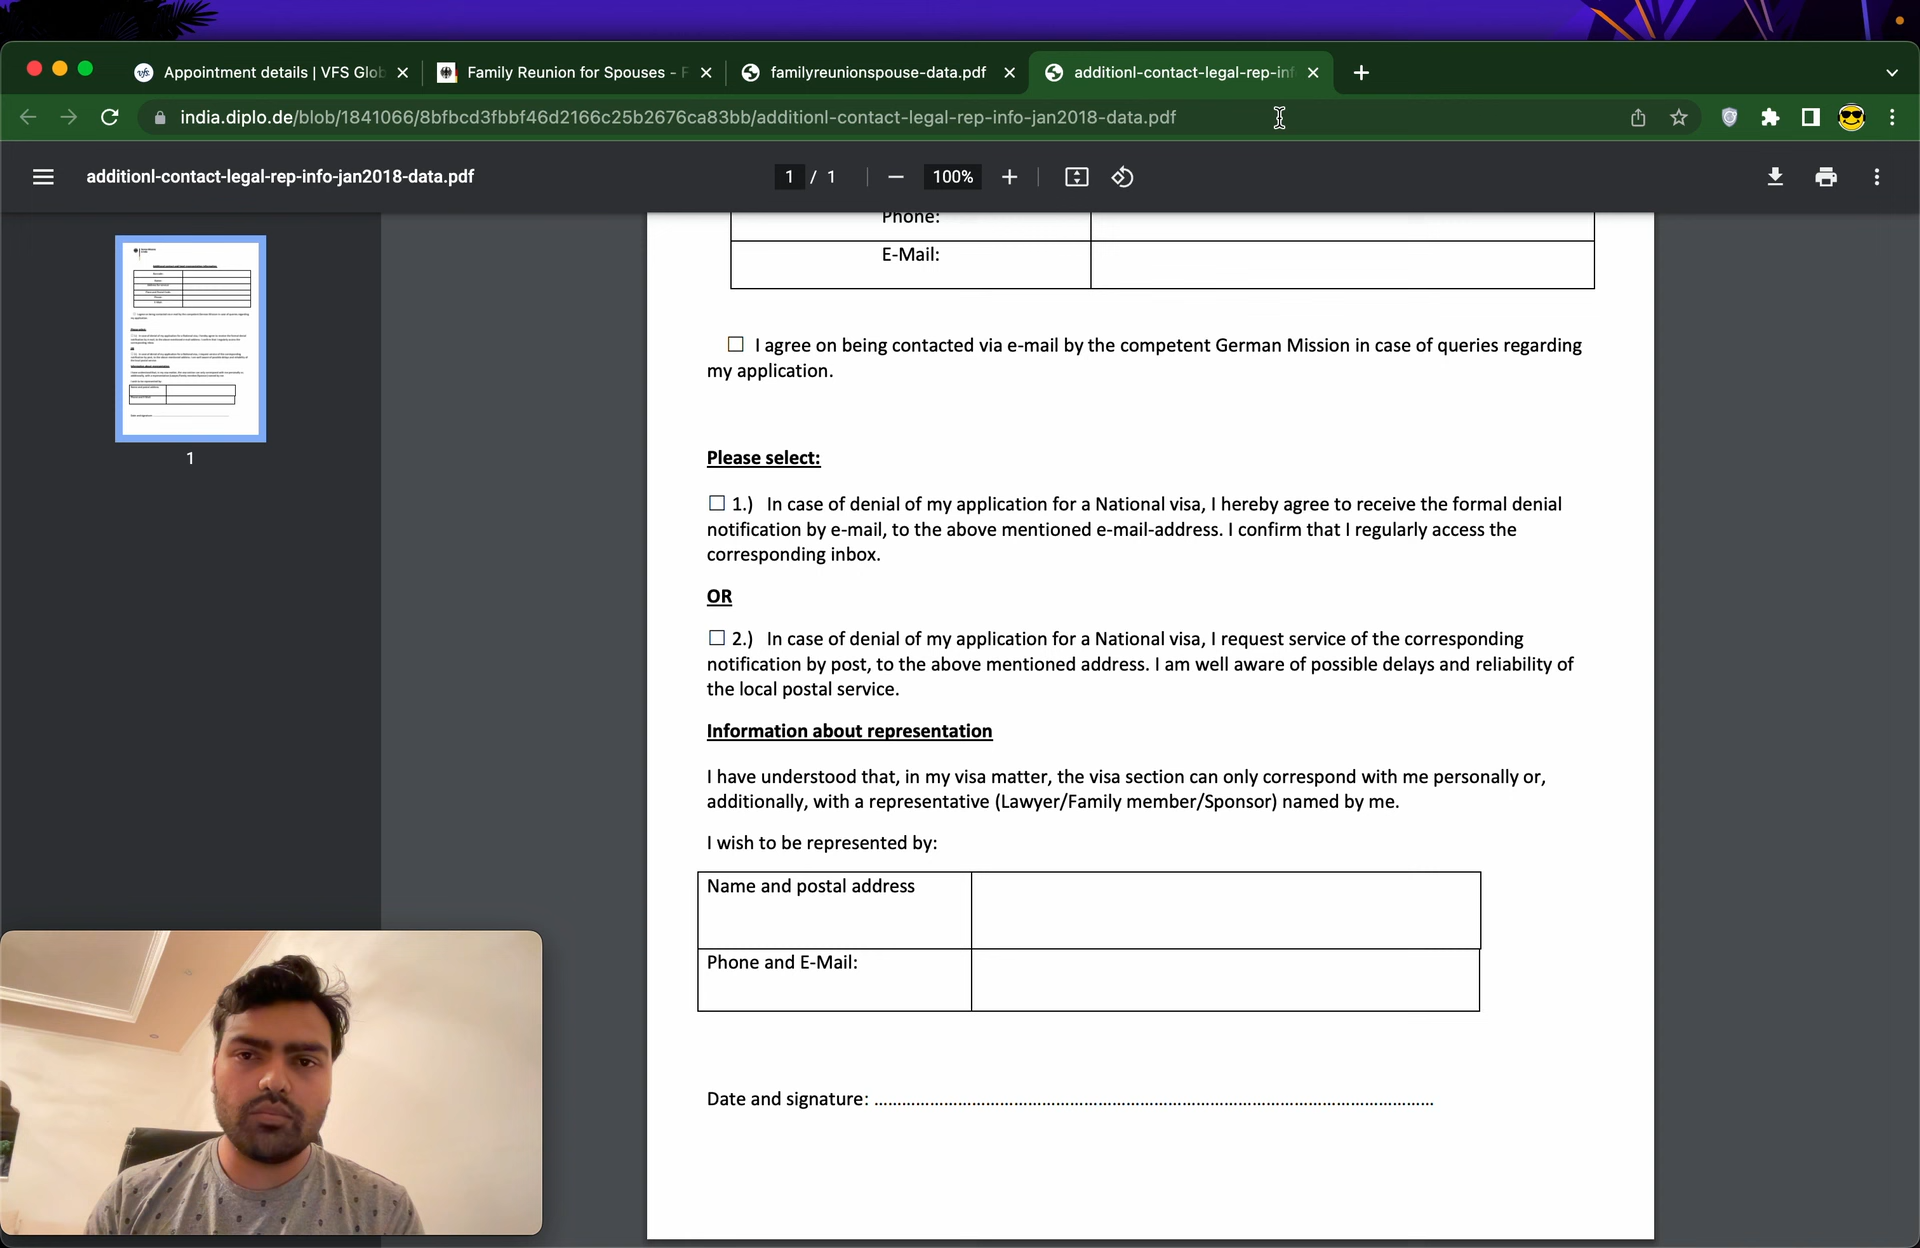 Appointment details | VFS Glob
Family Reunion for Spouses - F
familyreunionspouse-data.pdf
additionl-contact-legal-rep-inf
india.diplo.de/blob/1841066/8bfbcd3fbbf46d2166c25b2676ca83bb/additionl-contact-legal-rep-info-jan2018-data.pdf
additionl-contact-legal-rep-info-jan2018-data.pdf
1 / 1
100%
1
Phone:
E-Mail:
I agree on being contacted via e-mail by the competent German Mission in case of queries regarding
my application.
Please select:
1.) In case of denial of my application for a National visa, I hereby agree to receive the formal denial
notification by e-mail, to the above mentioned e-mail-address. I confirm that I regularly access the
corresponding inbox.
OR
2.) In case of denial of my application for a National visa, I request service of the corresponding
notification by post, to the above mentioned address. I am well aware of possible delays and reliability of
the local postal service.
Information about representation
I have understood that, in my visa matter, the visa section can only correspond with me personally or,
additionally, with a representative (Lawyer/Family member/Sponsor) named by me.
I wish to be represented by:
Name and postal address
Phone and E-Mail:
Date and signature: ........................................................................................................................